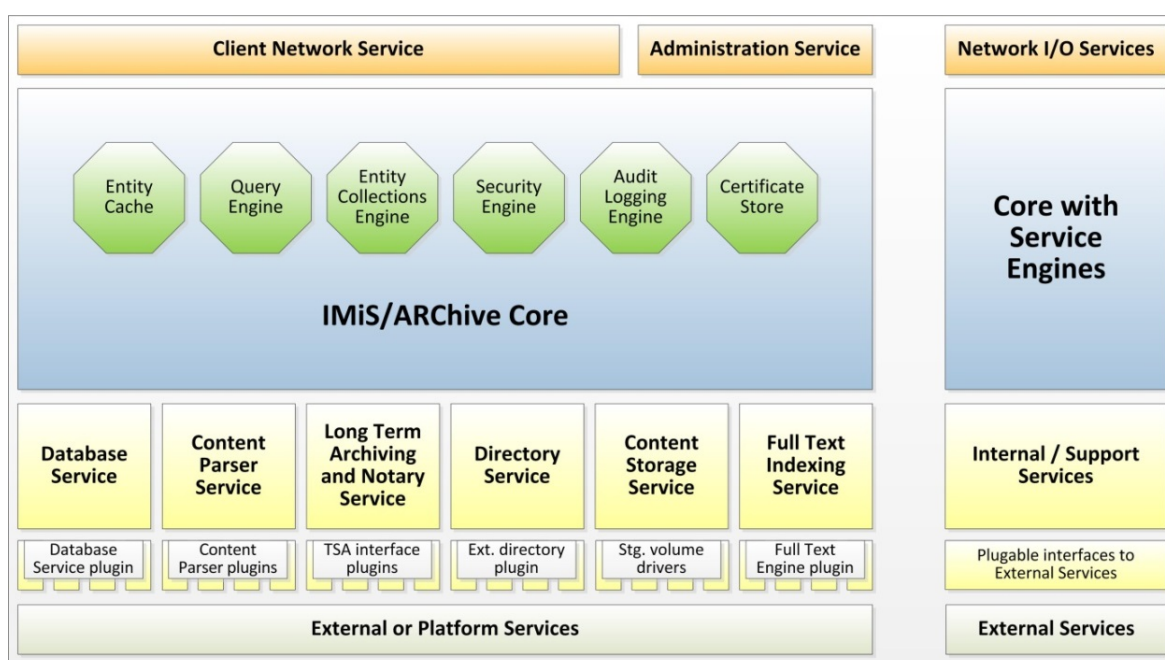 Client Network Service
Administration Service
Network I/O Services
Entity
Cache
Query
Engine
Entity
Collections
Engine
Security
Engine
Audit
Logging
Engine
Certificate
Store
IMiS/ARChive Core
Core with
Service
Engines
Database
Service
Content
Parser
Service
Long Term
Archiving
and Notary
Service
Directory
Service
Content
Storage
Service
Full Text
Indexing
Service
Internal / Support
Services
Database
Service plugin
Content
Parser plugins
TSA interface
plugins
Ext. directory
plugin
Stg. volume
drivers
Full Text
Engine plugin
Plugable interfaces to
External Services
External or Platform Services
External Services